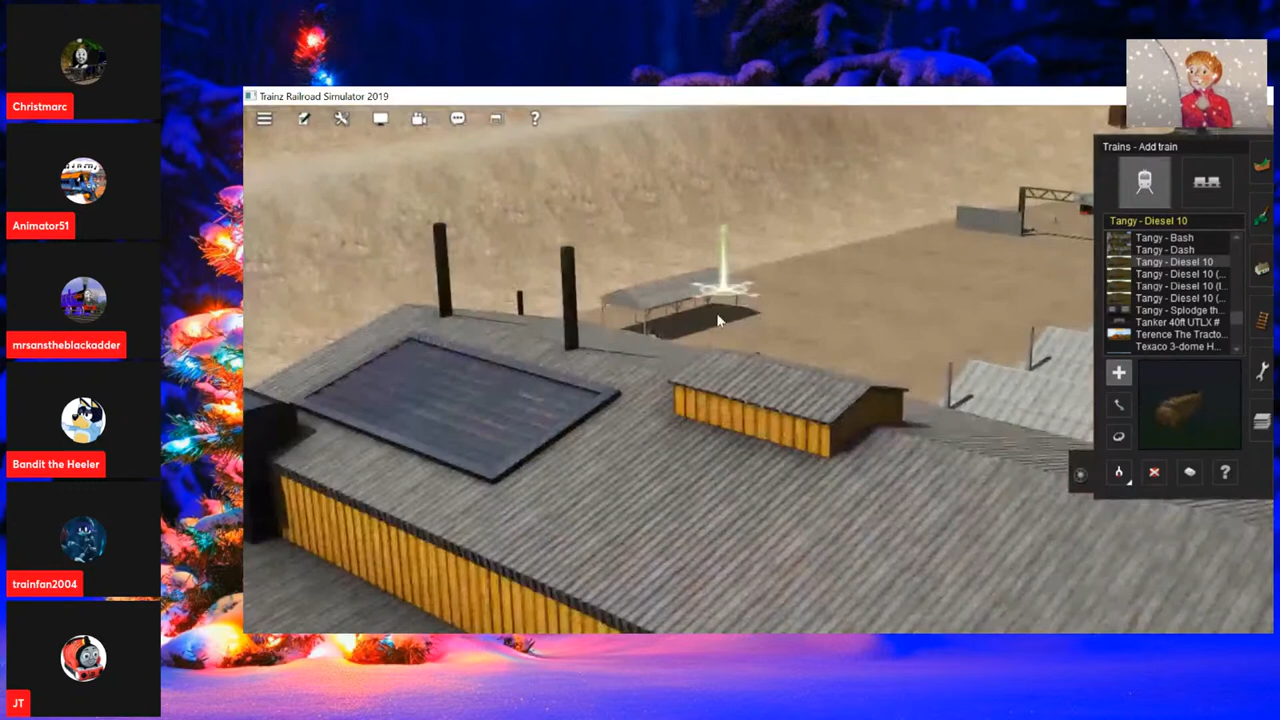 Christmarc
Animator51
mrsanstheblackadder
Bandit the Heeler
trainfan2004
JT
Trainz Railroad Simulator 2019
Trains - Add train
Tangy - Diesel 10
Tangy - Bash
Tangy - Dash
Tangy - Diesel 10
Tangy - Diesel 10 (
Tangy - Diesel 10 (I...
Tangy - Diesel 10 (...
Tangy - Splodge th...
Tanker 40ft UTLX #
Terence The Tracto...
Texaco 3-dome H...